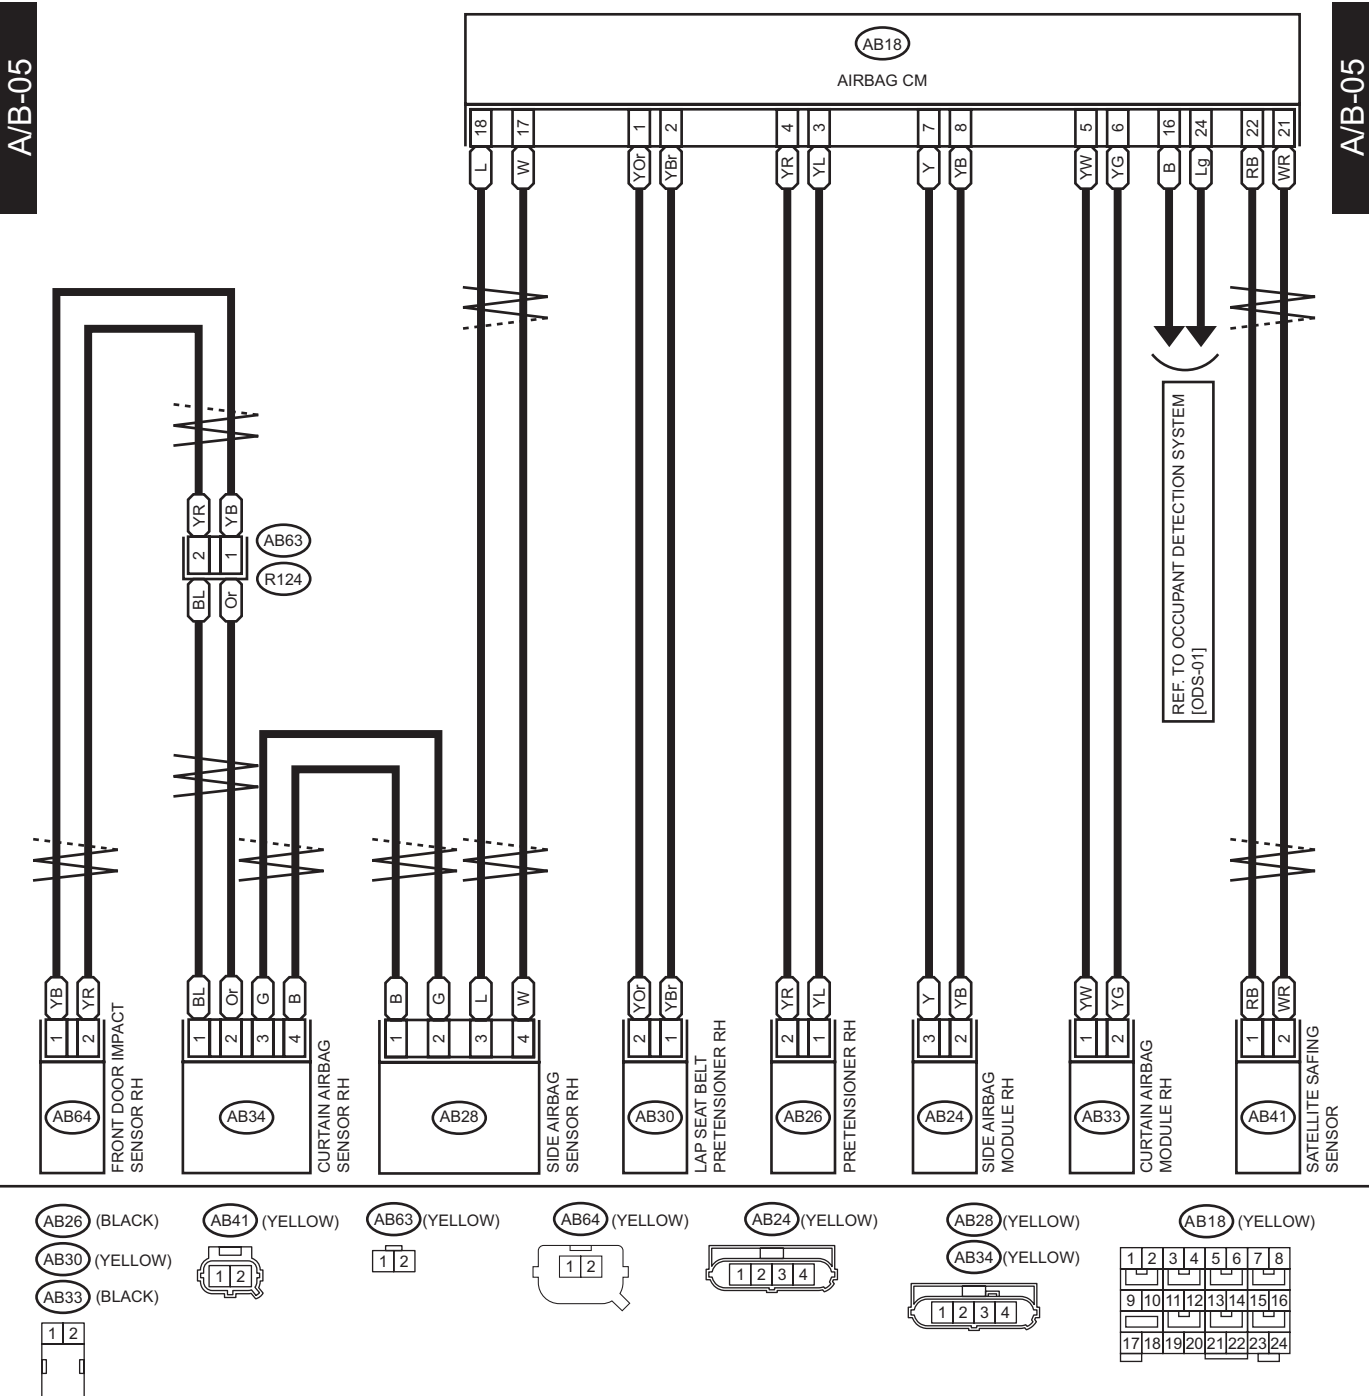 A/B-05
A/B-05
AB18
AIRBAG CM
18 17 1 2 4 3 7 8 5 6 16 24 22 21
L W YOr YBr YR YL Y YB YW YG B Lg RB WR
REF. TO OCCUPANT DETECTION SYSTEM
[ODS-01]
YR YB
2 1
AB63
R124
BL Or
YB YR BL Or G B B G L W YOr YBr YR YL Y YB YW YG RB WR
1 2 1 2 3 4 1 2 3 4 2 1 2 1 3 2 1 2 1 2
AB64
FRONT DOOR IMPACT
SENSOR RH
AB34
CURTAIN AIRBAG
SENSOR RH
AB28
SIDE AIRBAG
SENSOR RH
AB30
LAP SEAT BELT
PRETENSIONER RH
AB26
PRETENSIONER RH
AB24
SIDE AIRBAG
MODULE RH
AB33
CURTAIN AIRBAG
MODULE RH
AB41
SATELLITE SAFING
SENSOR
AB26 (BLACK)
AB30 (YELLOW)
AB33 (BLACK)
1 2
AB41 (YELLOW)
1 2
AB63 (YELLOW)
1 2
AB64 (YELLOW)
1 2
AB24 (YELLOW)
1 2 3 4
AB28 (YELLOW)
AB34 (YELLOW)
1 2 3 4
AB18 (YELLOW)
1 2 3 4 5 6 7 8
9 10 11 12 13 14 15 16
17 18 19 20 21 22 23 24